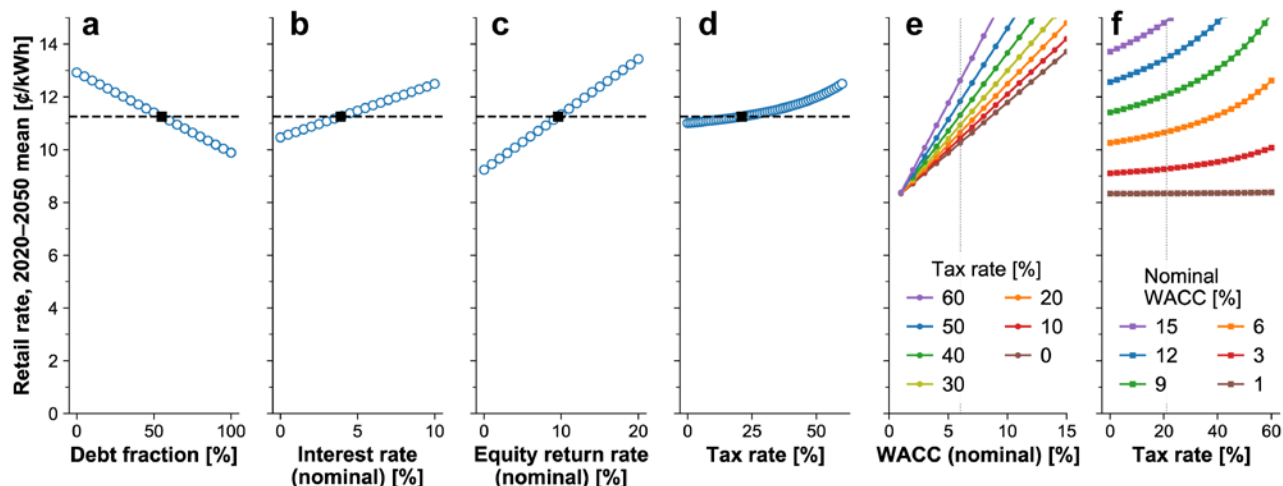 a b c d e f
Retail rate, 2020–2050 mean [¢/kWh]
14
12
10
8
6
4
2
0
0 50 100
Debt fraction [%]
0 5 10
Interest rate
(nominal) [%]
0 10 20
Equity return rate
(nominal) [%]
0 50
Tax rate [%]
Tax rate [%]
60 20
50 10
40 0
30
0 5 10 15
WACC (nominal) [%]
Nominal
WACC [%]
15 6
12 3
9 1
0 20 40 60
Tax rate [%]